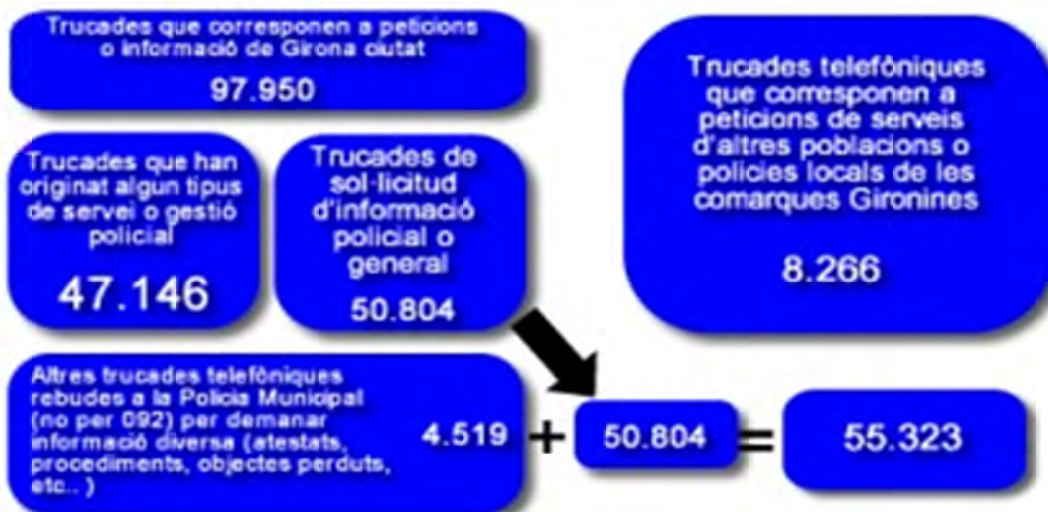 Trucades que corresponen a peticions
o informació de Girona ciutat
97.950
Trucades que han
originat algun tipus
de servei o gestió
policial
47.146
Trucades de
sol·licitud
d'informació
policial o
general
50.804
Trucades telefòniques
que corresponen a
peticions de serveis
d'altres poblacions o
policies locals de les
comarques Gironines
8.266
Altres trucades telefòniques
rebudes a la Policia Municipal
(no per 092) per demanar
informació diversa (atestats,
procediments, objectes perduts,
etc.. )
4.519 + 50.804 = 55.323